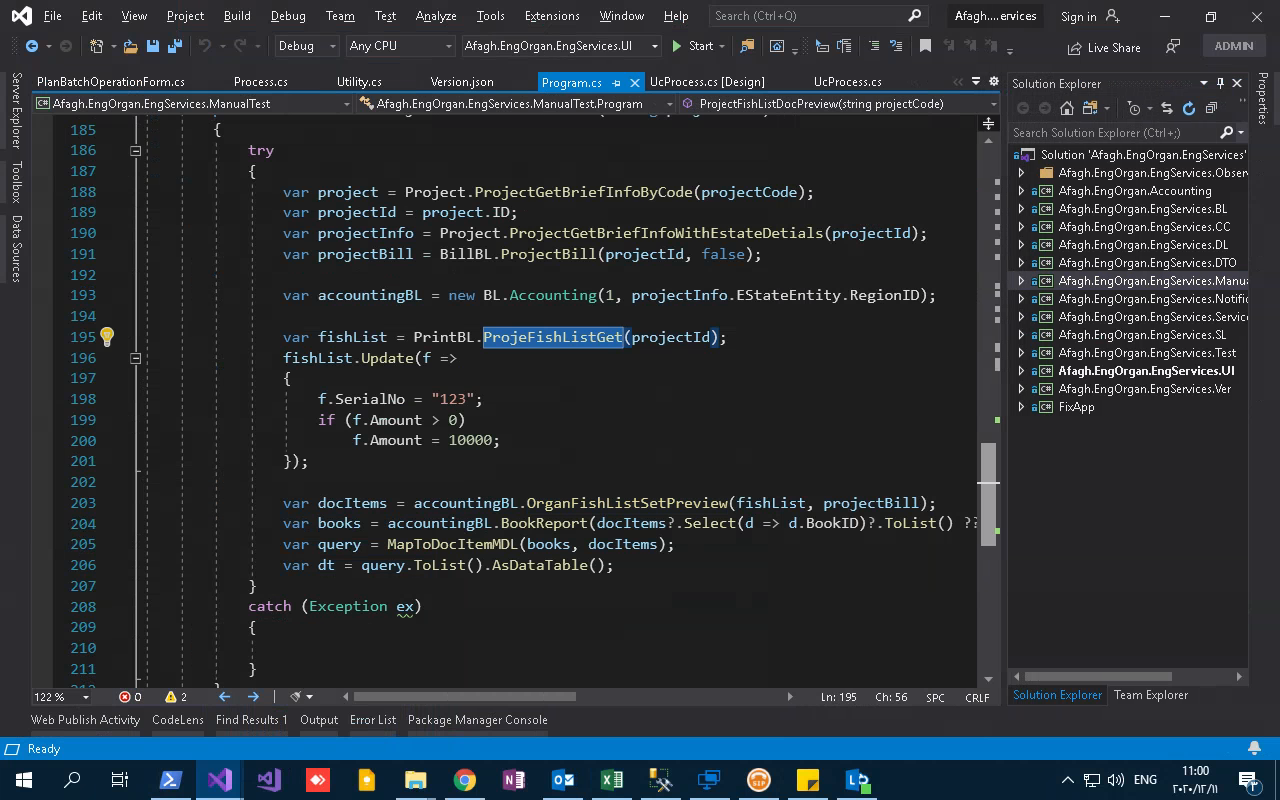 File Edit View Project Build Debug Team Test Analyze Tools Extensions Window Help Search (Ctrl+Q) Afagh....ervices Sign in
Debug Any CPU Afagh.EngOrgan.EngServices.UI Start Live Share ADMIN
PlanBatchOperationForm.cs Process.cs Utility.cs Version.json Program.cs UcProcess.cs [Design] UcProcess.cs
Afagh.EngOrgan.EngServices.ManualTest Afagh.EngOrgan.EngServices.ManualTest.Program ProjectFishListDocPreview(string projectCode)
Server Explorer
Toolbox
Data Sources
185 {
186 try
187 {
188 var project = Project.ProjectGetBriefInfoByCode(projectCode);
189 var projectId = project.ID;
190 var projectInfo = Project.ProjectGetBriefInfoWithEstateDetials(projectId);
191 var projectBill = BillBL.ProjectBill(projectId, false);
192
193 var accountingBL = new BL.Accounting(1, projectInfo.EStateEntity.RegionID);
194
195 var fishList = PrintBL.ProjeFishListGet(projectId);
196 fishList.Update(f =>
197 {
198 f.SerialNo = "123";
199 if (f.Amount > 0)
200 f.Amount = 10000;
201 });
202
203 var docItems = accountingBL.OrganFishListSetPreview(fishList, projectBill);
204 var books = accountingBL.BookReport(docItems?.Select(d => d.BookID)?.ToList() ??
205 var query = MapToDocItemMDL(books, docItems);
206 var dt = query.ToList().AsDataTable();
207 }
208 catch (Exception ex)
209 {
210
211 }
122 % 0 2 Ln: 195 Ch: 56 SPC CRLF
Solution Explorer
Search Solution Explorer (Ctrl+;)
Solution 'Afagh.EngOrgan.EngServices'
Afagh.EngOrgan.EngServices.Obser
Afagh.EngOrgan.Accounting
Afagh.EngOrgan.EngServices.BL
Afagh.EngOrgan.EngServices.CC
Afagh.EngOrgan.EngServices.DL
Afagh.EngOrgan.EngServices.DTO
Afagh.EngOrgan.EngServices.Manu
Afagh.EngOrgan.EngServices.Notifi
Afagh.EngOrgan.EngServices.Service
Afagh.EngOrgan.EngServices.SL
Afagh.EngOrgan.EngServices.Test
Afagh.EngOrgan.EngServices.UI
Afagh.EngOrgan.EngServices.Ver
FixApp
Solution Explorer Team Explorer
Properties
Web Publish Activity CodeLens Find Results 1 Output Error List Package Manager Console
Ready
ENG 11:00
۲۰۲۰/۱۲/۱۱